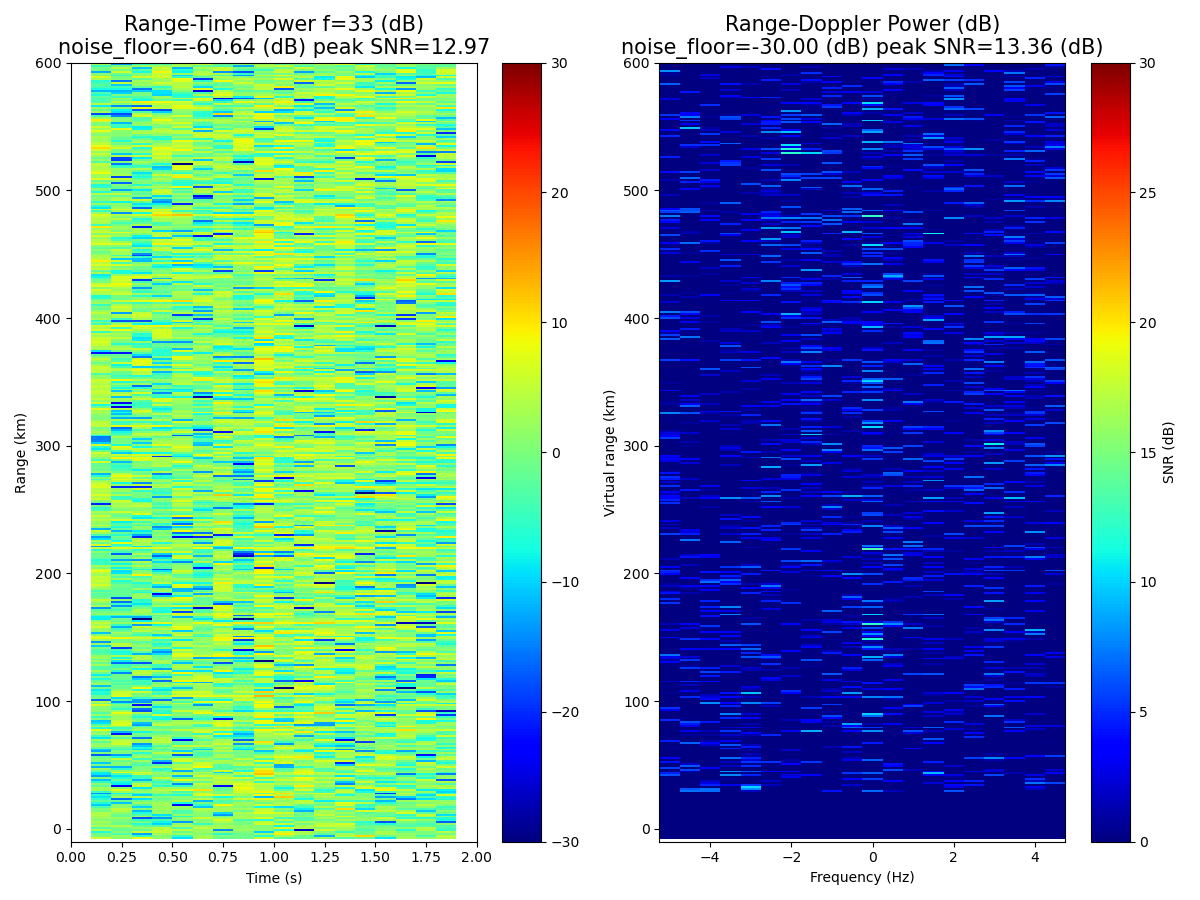 Range-Time Power f=33 (dB)
noise_floor=-60.64 (dB) peak SNR=12.97
600
500
400
300
200
100
0
Range (km)
0.00 0.25 0.50 0.75 1.00 1.25 1.50 1.75 2.00
Time (s)
30
20
10
0
−10
−20
−30
Range-Doppler Power (dB)
noise_floor=-30.00 (dB) peak SNR=13.36 (dB)
600
500
400
300
200
100
0
Virtual range (km)
−4 −2 0 2 4
Frequency (Hz)
30
25
20
15
10
5
0
SNR (dB)